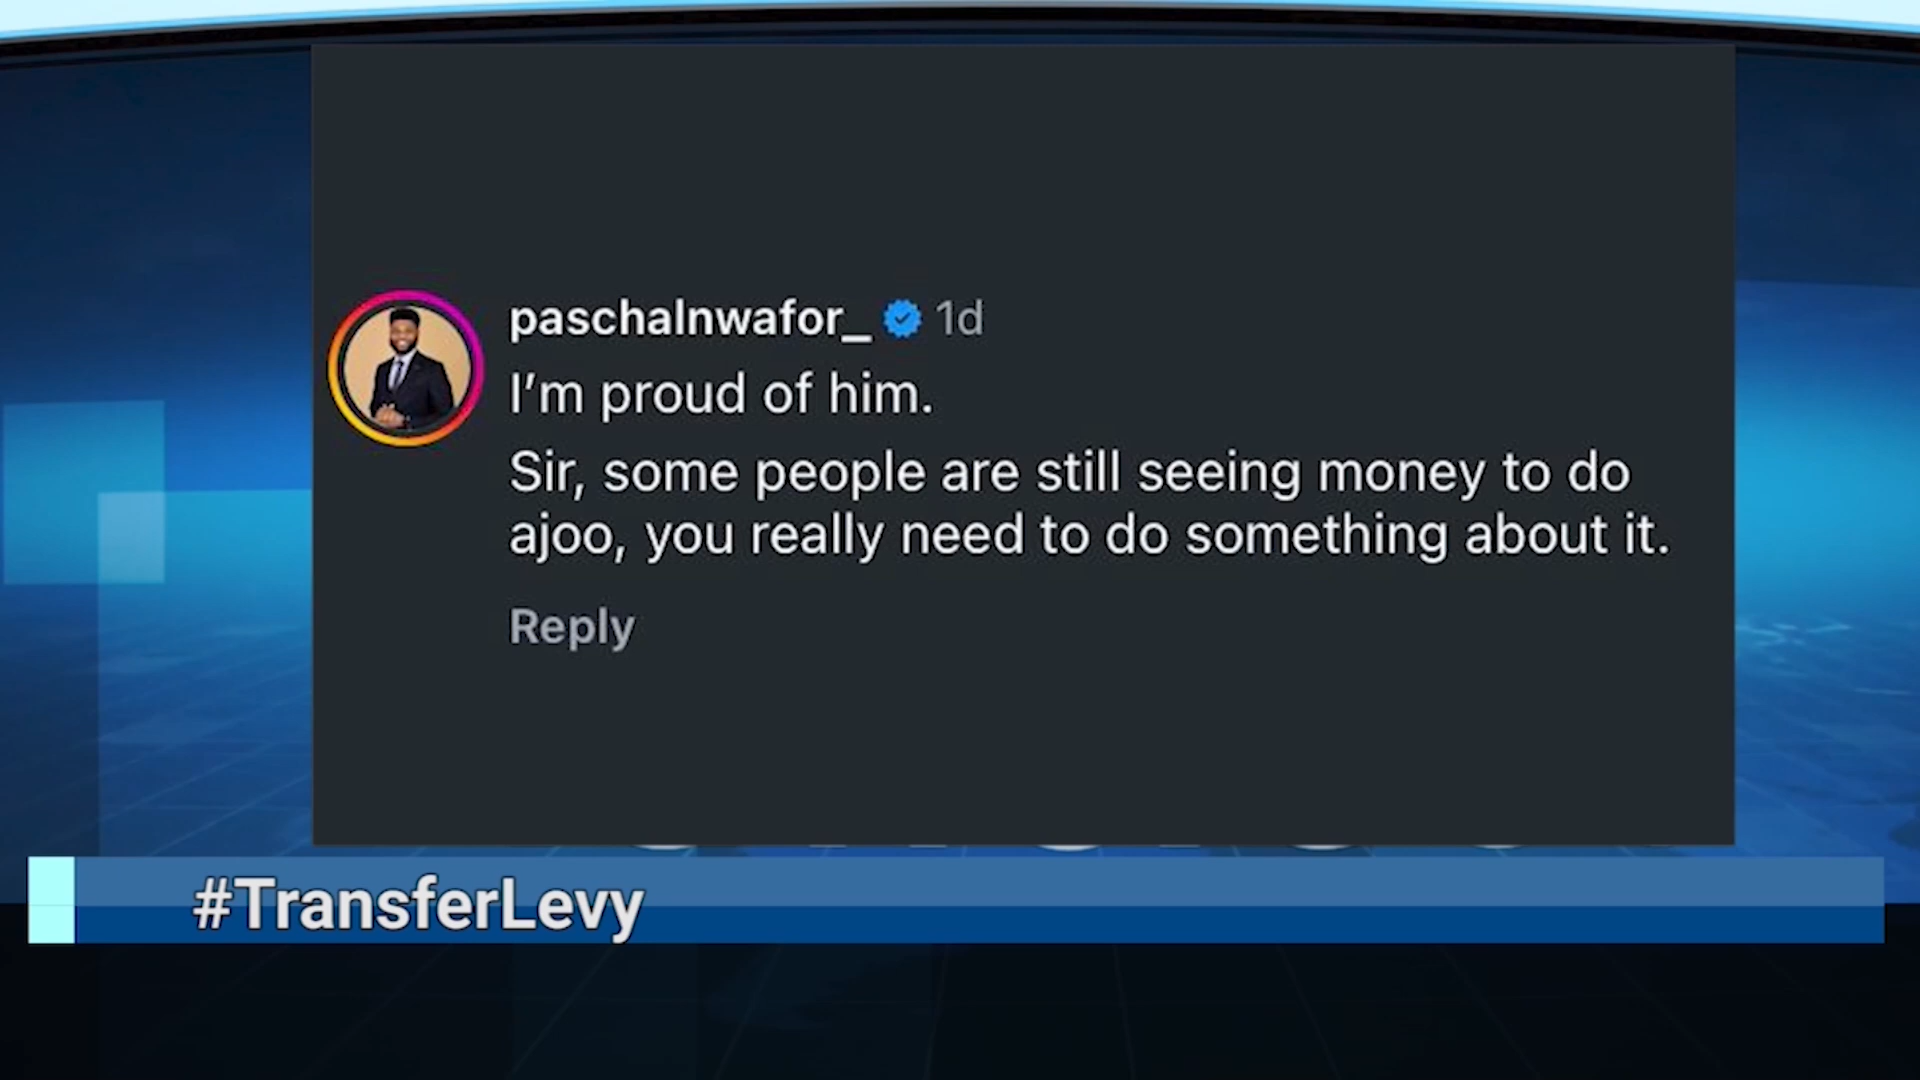 paschalnwafor_ 1d
I’m proud of him.
Sir, some people are still seeing money to do
ajoo, you really need to do something about it.
Reply
#TransferLevy